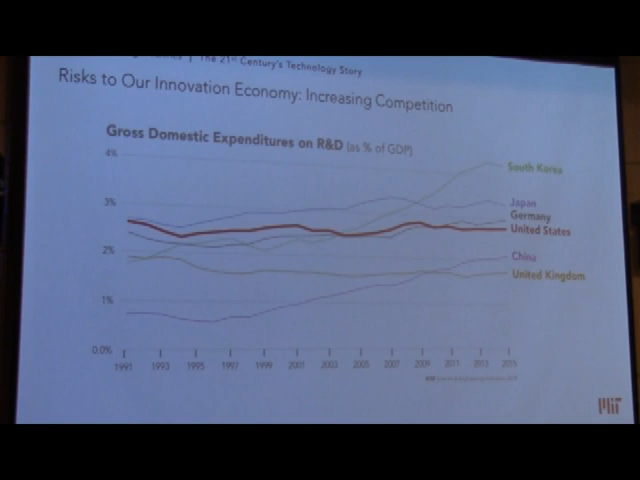 The 21st Century's Technology Story
Risks to Our Innovation Economy: Increasing Competition
Gross Domestic Expenditures on R&D (as % of GDP)
4%
3%
2%
1%
0.0%
South Korea
Japan
Germany
United States
China
United Kingdom
1991 1993 1995 1997 1999 2001 2003 2005 2007 2009 2011 2013 2015
MIT